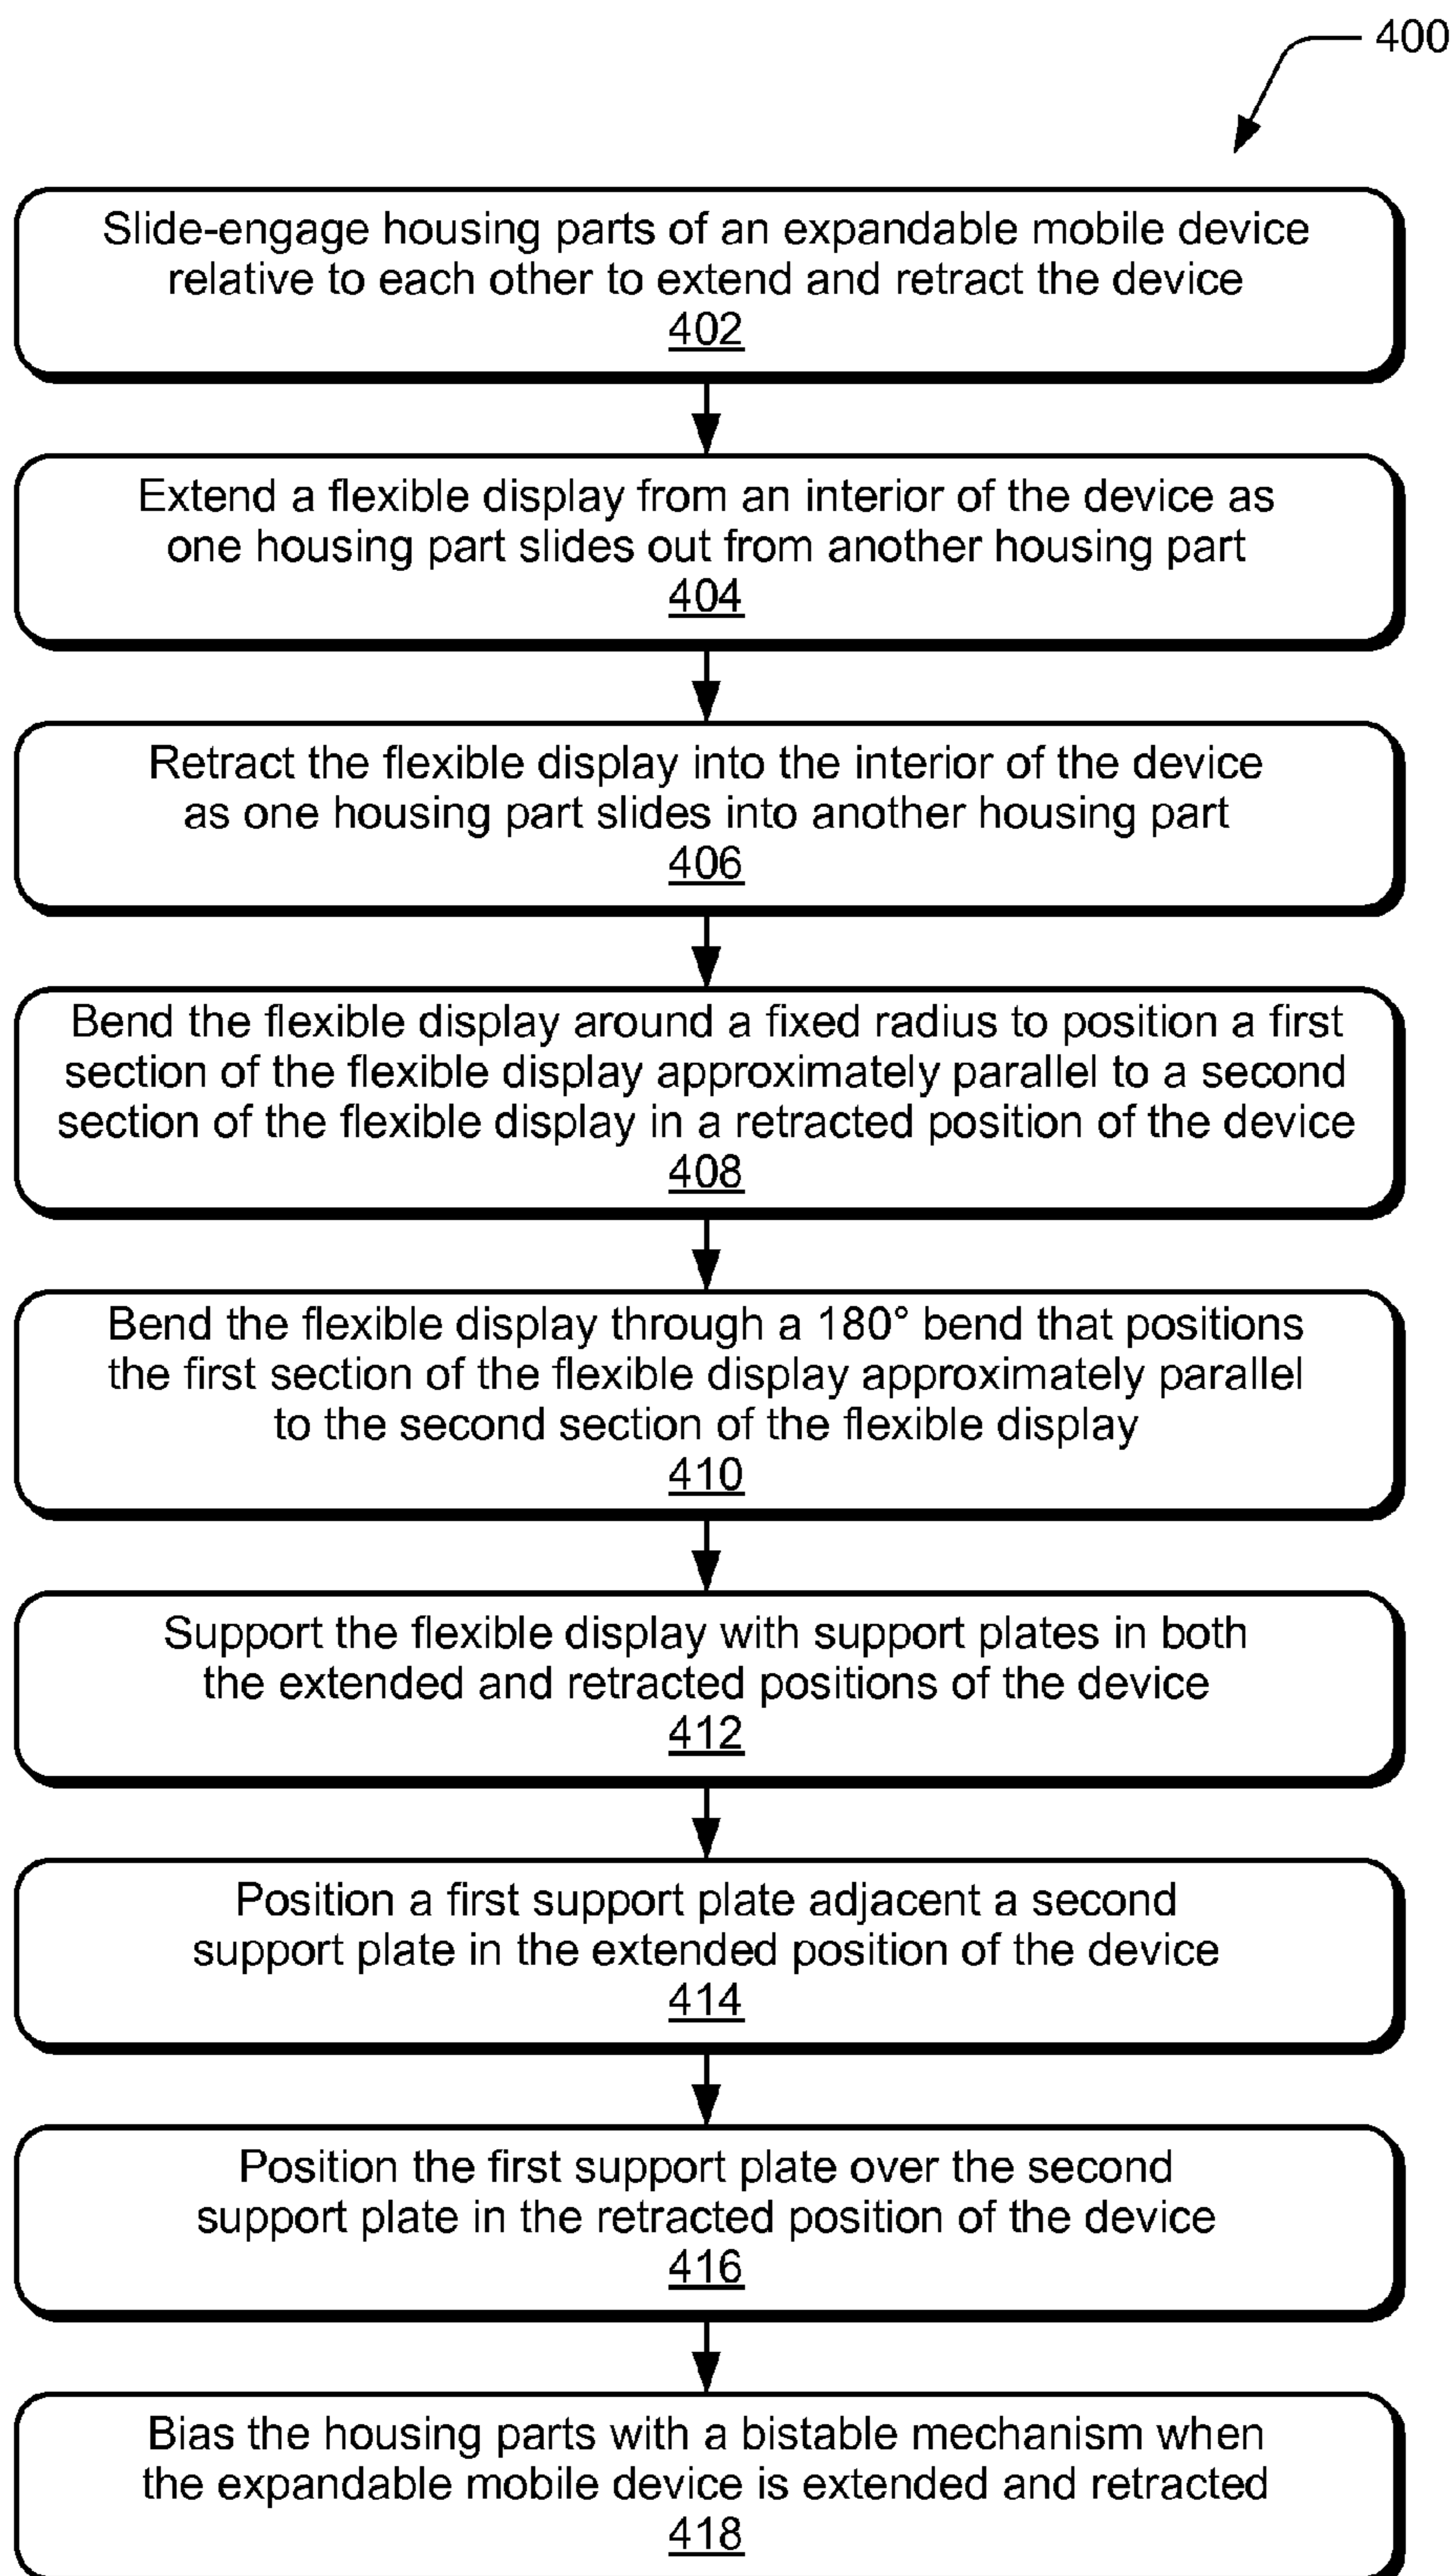 400
Slide-engage housing parts of an expandable mobile device
relative to each other to extend and retract the device
402
Extend a flexible display from an interior of the device as
one housing part slides out from another housing part
404
Retract the flexible display into the interior of the device
as one housing part slides into another housing part
406
Bend the flexible display around a fixed radius to position a first
section of the flexible display approximately parallel to a second
section of the flexible display in a retracted position of the device
408
Bend the flexible display through a 180° bend that positions
the first section of the flexible display approximately parallel
to the second section of the flexible display
410
Support the flexible display with support plates in both
the extended and retracted positions of the device
412
Position a first support plate adjacent a second
support plate in the extended position of the device
414
Position the first support plate over the second
support plate in the retracted position of the device
416
Bias the housing parts with a bistable mechanism when
the expandable mobile device is extended and retracted
418